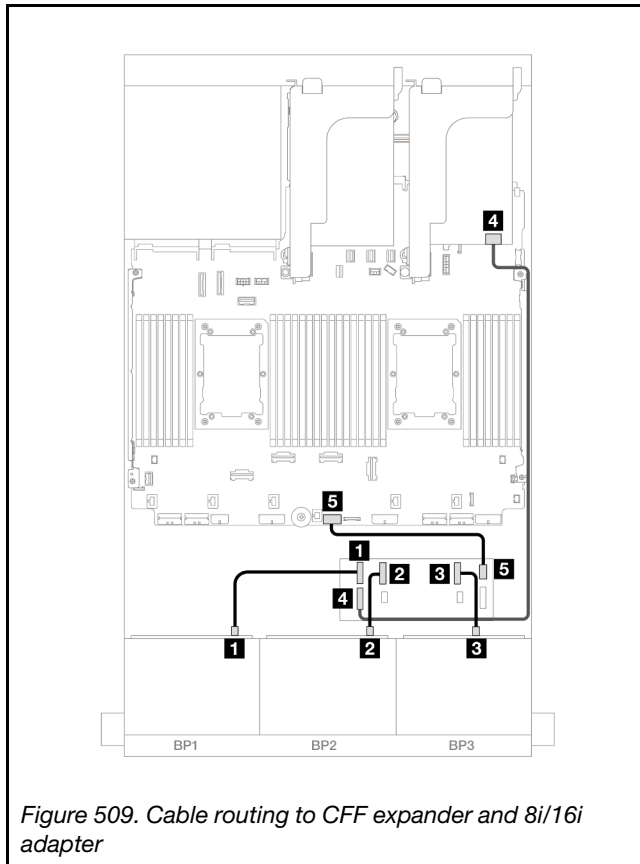 4
5
1
2
3
5
4
1
2
3
BP1
BP2
BP3
Figure 509. Cable routing to CFF expander and 8i/16i
adapter